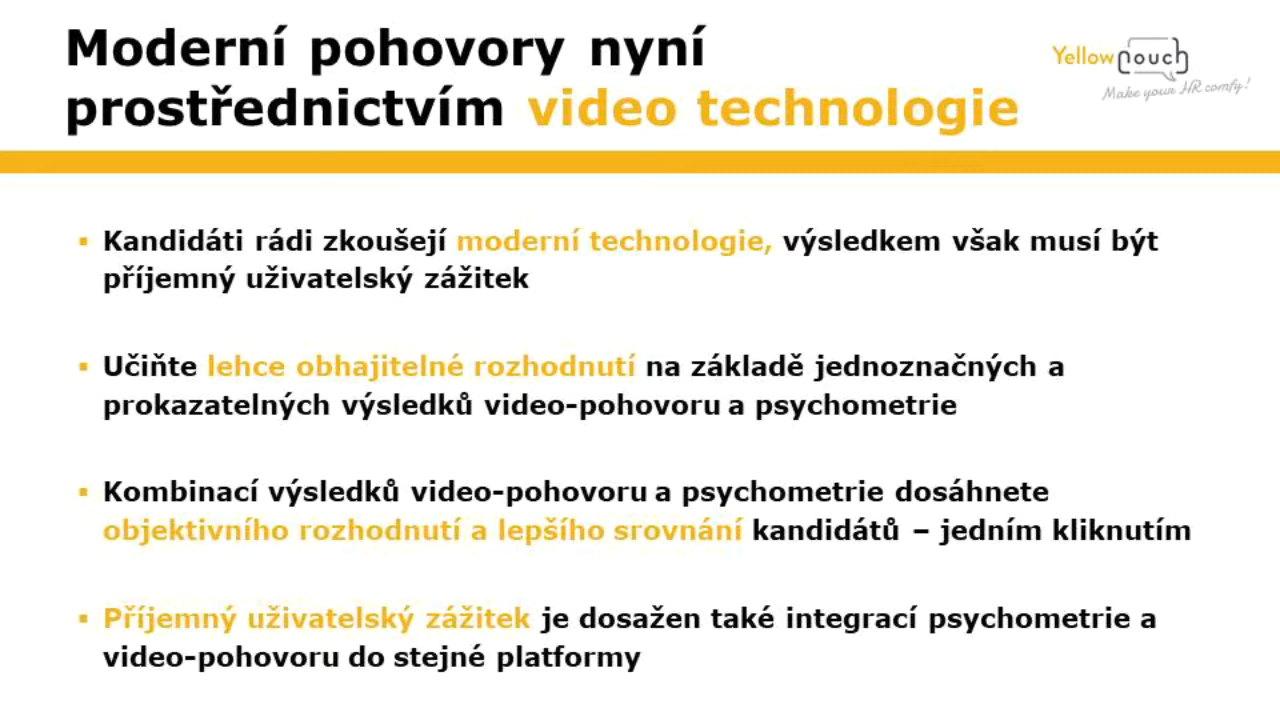 Moderní pohovory nyní
prostřednictvím video technologie
Yellow Couch
Make your HR comfy!
▪ Kandidáti rádi zkoušejí moderní technologie, výsledkem však musí být
příjemný uživatelský zážitek
▪ Učiňte lehce obhajitelné rozhodnutí na základě jednoznačných a
prokazatelných výsledků video-pohovoru a psychometrie
▪ Kombinací výsledků video-pohovoru a psychometrie dosáhnete
objektivního rozhodnutí a lepšího srovnání kandidátů – jedním kliknutím
▪ Příjemný uživatelský zážitek je dosažen také integrací psychometrie a
video-pohovoru do stejné platformy